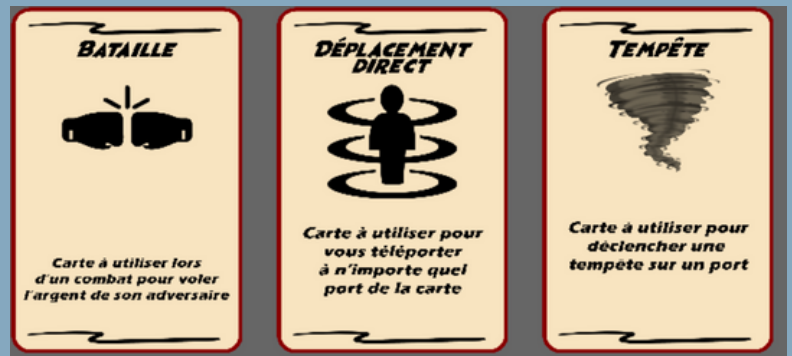 BATAILLE
Carte à utiliser lors
d'un combat pour voler
l'argent de son adversaire
DÉPLACEMENT
DIRECT
Carte à utiliser pour
vous téléporter
à n'importe quel
port de la carte
TEMPÊTE
Carte à utiliser pour
déclencher une
tempête sur un port